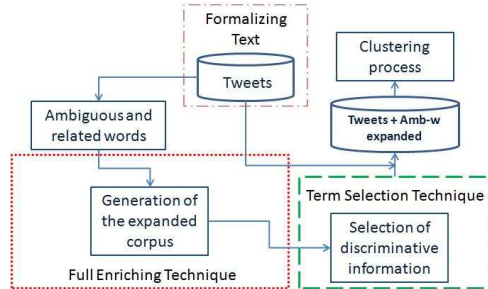 Formalizing
Text
Tweets
Clustering
process
Ambiguous and
related words
Tweets + Amb-w
expanded
Generation of
the expanded
corpus
Full Enriching Technique
Term Selection Technique
Selection of
discriminative
information